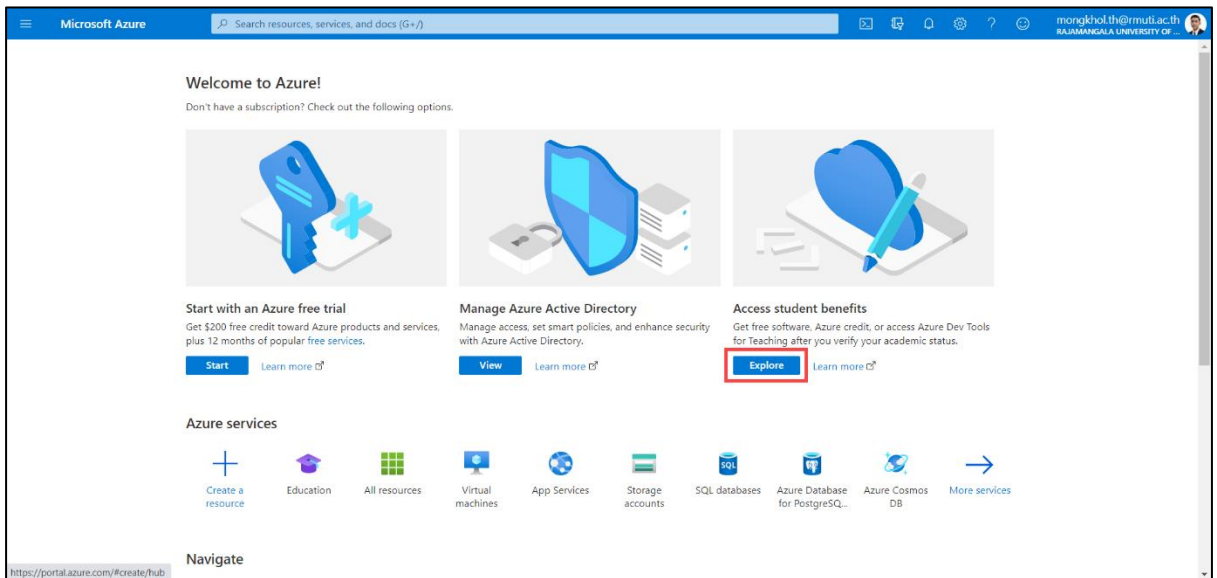 Microsoft Azure
Search resources, services, and docs (G+/)
mongkhol.th@rmuti.ac.th
RAJAMANGALA UNIVERSITY OF ...
Welcome to Azure!
Don't have a subscription? Check out the following options.
Start with an Azure free trial
Get $200 free credit toward Azure products and services,
plus 12 months of popular free services.
Start Learn more
Manage Azure Active Directory
Manage access, set smart policies, and enhance security
with Azure Active Directory.
View Learn more
Access student benefits
Get free software, Azure credit, or access Azure Dev Tools
for Teaching after you verify your academic status.
Explore Learn more
Azure services
Create a
resource
Education
All resources
Virtual
machines
App Services
Storage
accounts
SQL
SQL databases
Azure Database
for PostgreSQ...
Azure Cosmos
DB
More services
Navigate
https://portal.azure.com/#create/hub